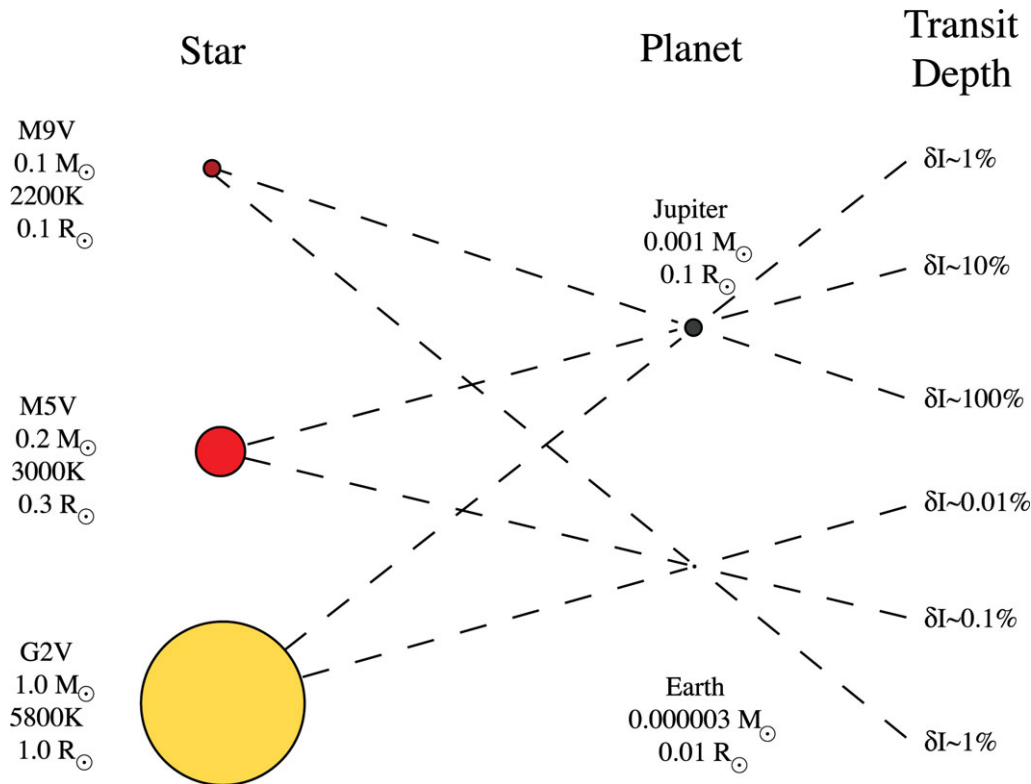 Star
Planet
Transit
Depth
M9V
0.1 M☉
2200K
0.1 R☉
M5V
0.2 M☉
3000K
0.3 R☉
G2V
1.0 M☉
5800K
1.0 R☉
Jupiter
0.001 M☉
0.1 R☉
Earth
0.000003 M☉
0.01 R☉
δI~1%
δI~10%
δI~100%
δI~0.01%
δI~0.1%
δI~1%